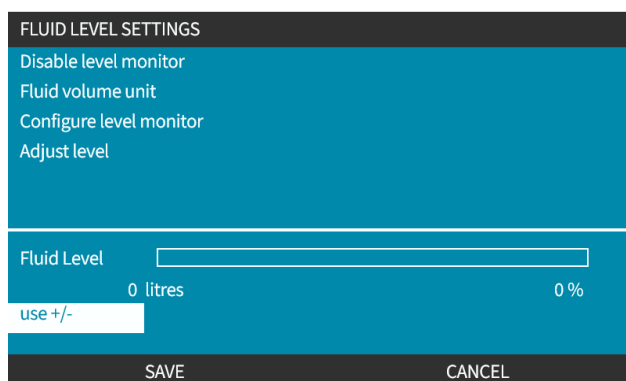 FLUID LEVEL SETTINGS
Disable level monitor
Fluid volume unit
Configure level monitor
Adjust level
Fluid Level
0 litres 0 %
use +/-
SAVE CANCEL